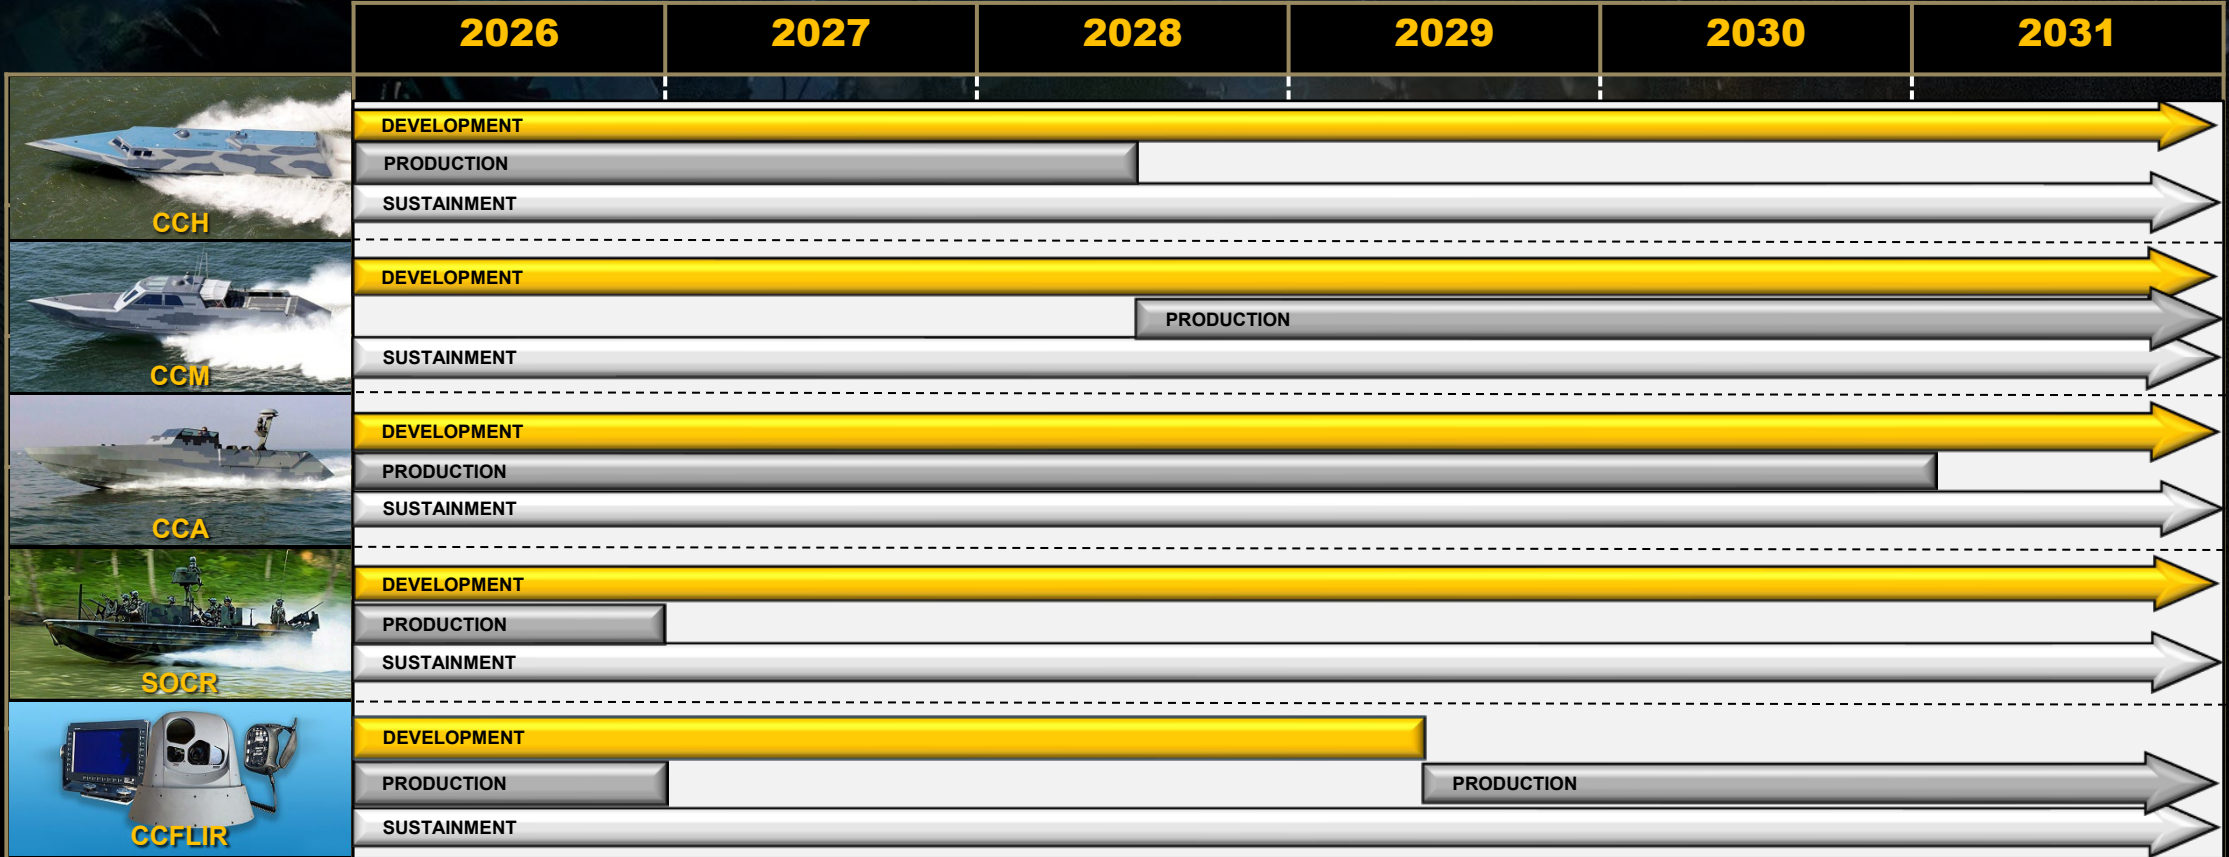 2026 2027 2028 2029 2030 2031
DEVELOPMENT
PRODUCTION
SUSTAINMENT
CCH
DEVELOPMENT
PRODUCTION
SUSTAINMENT
CCM
DEVELOPMENT
PRODUCTION
SUSTAINMENT
CCA
DEVELOPMENT
PRODUCTION
SUSTAINMENT
SOCR
DEVELOPMENT
PRODUCTION PRODUCTION
SUSTAINMENT
CCFLIR